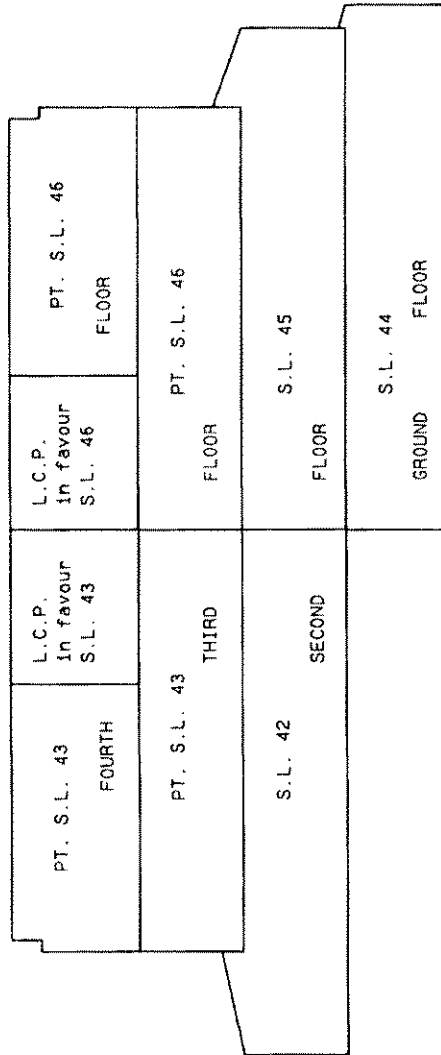 PT. S.L. 43
FOURTH
L.C.P.
In favour
S.L. 43
L.C.P.
In favour
S.L. 46
PT. S.L. 46
FLOOR
PT. S.L. 43
THIRD
PT. S.L. 46
FLOOR
S.L. 42
SECOND
S.L. 45
FLOOR
S.L. 44
GROUND FLOOR